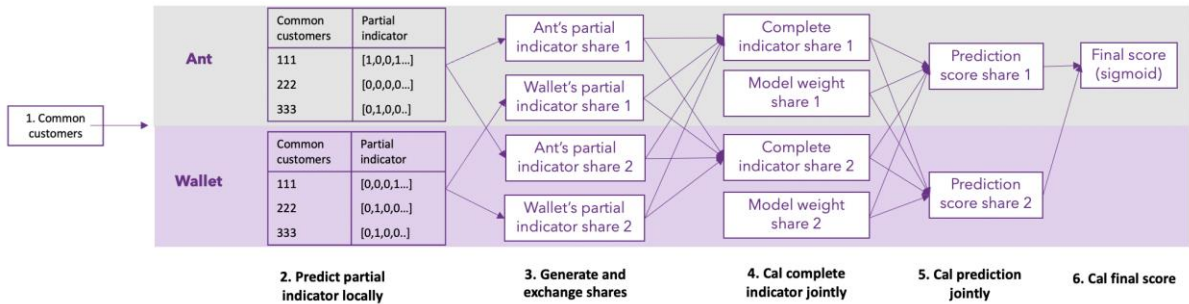 1. Common
customers
Ant
Common
customers
Partial
indicator
111
[1,0,0,1...]
222
[0,0,0,0...]
333
[0,1,0,0..]
Wallet
Common
customers
Partial
indicator
111
[0,0,0,1...]
222
[0,1,0,0...]
333
[0,1,0,0..]
Ant's partial
indicator share 1
Wallet's partial
indicator share 1
Ant's partial
indicator share 2
Wallet's partial
indicator share 2
Complete
indicator share 1
Model weight
share 1
Complete
indicator share 2
Model weight
share 2
Prediction
score share 1
Prediction
score share 2
Final score
(sigmoid)
2. Predict partial
indicator locally
3. Generate and
exchange shares
4. Cal complete
indicator jointly
5. Cal prediction
jointly
6. Cal final score